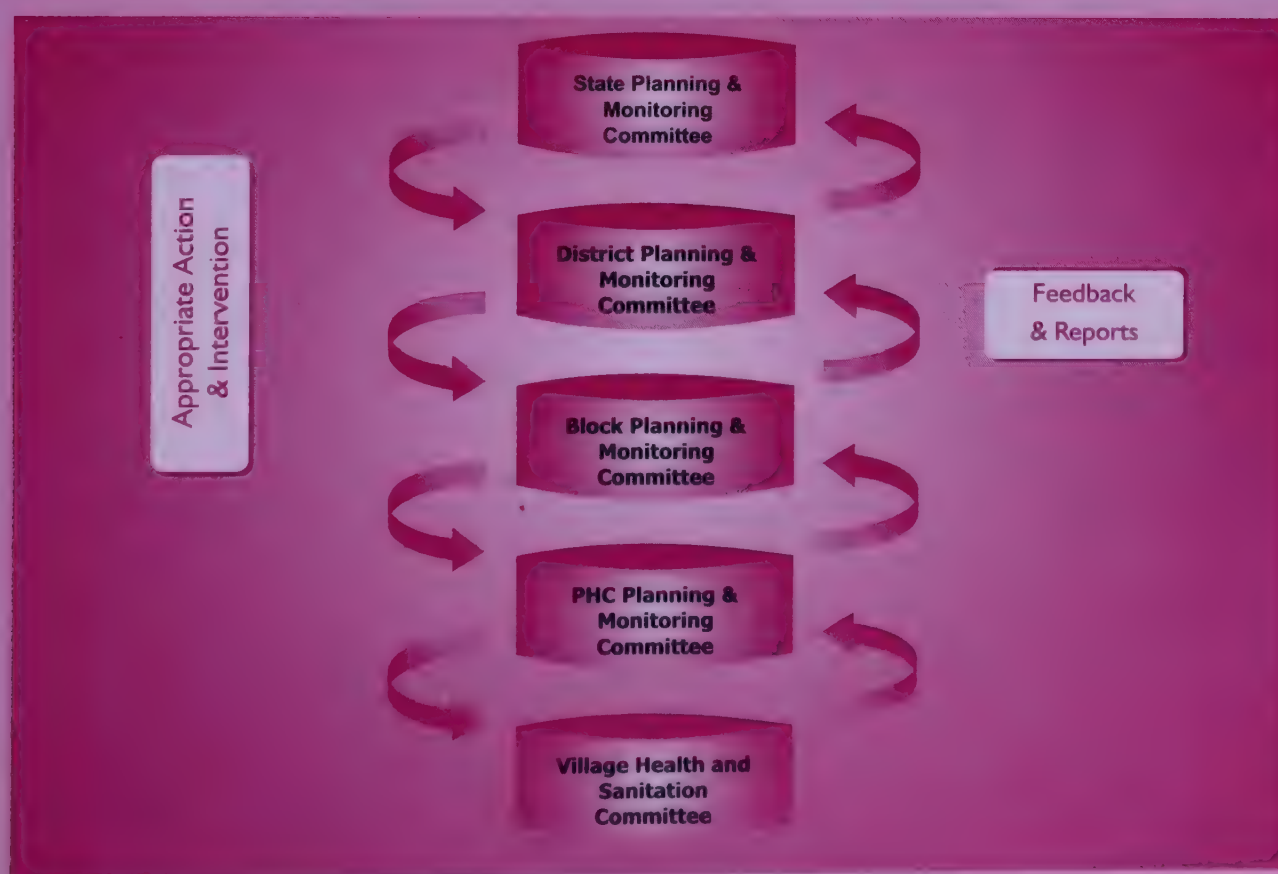 State Planning &
Monitoring
Committee
Appropriate Action
& Intervention
District Planning &
Monitoring
Committee
Feedback
& Reports
Block Planning &
Monitoring
Committee
PHC Planning &
Monitoring
Committee
Village Health and
Sanitation
Committee